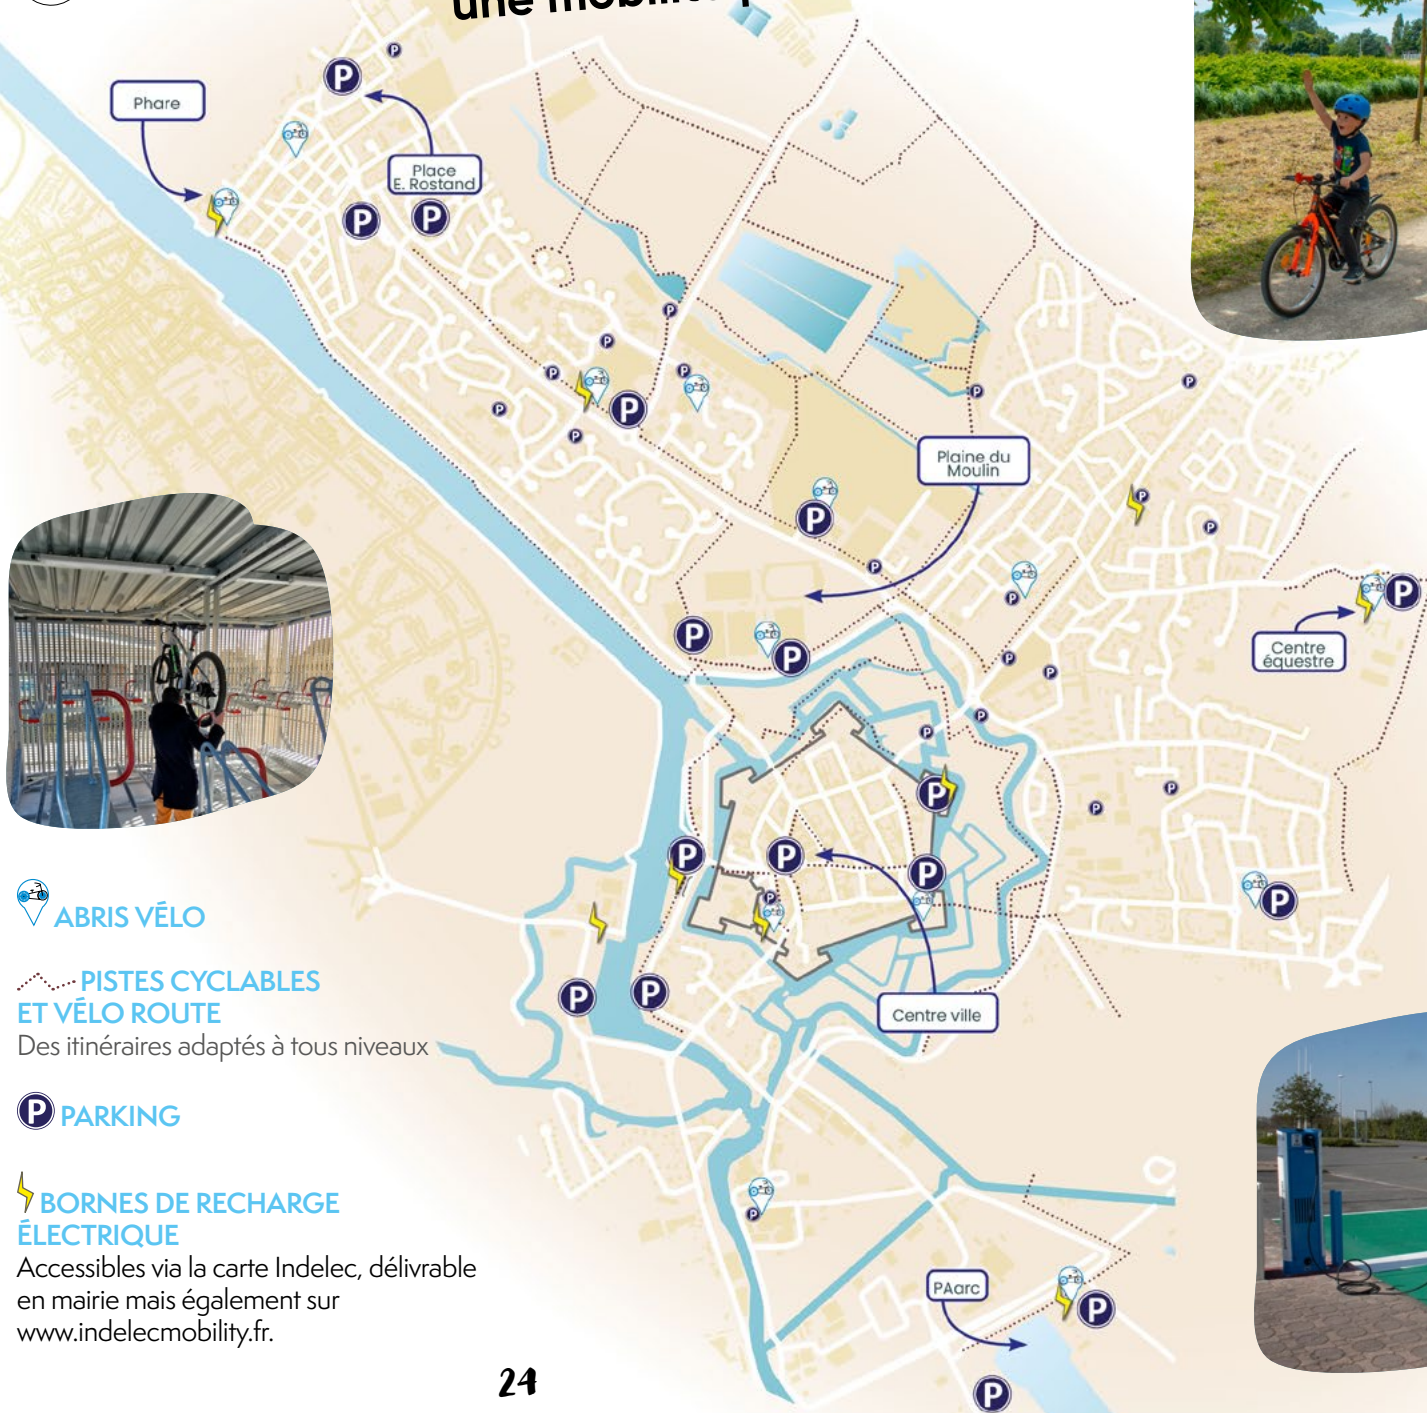 une
Phare
P
Place
E. Rostand
Plaine du
Moulin
Centre
équestre
Centre ville
PAarc
ABRIS VÉLO
PISTES CYCLABLES
ET VÉLO ROUTE
Des itinéraires adaptés à tous niveaux
P PARKING
BORNES DE RECHARGE
ÉLECTRIQUE
Accessibles via la carte Indelec, délivrable
en mairie mais également sur
www.indelecmobility.fr.
24